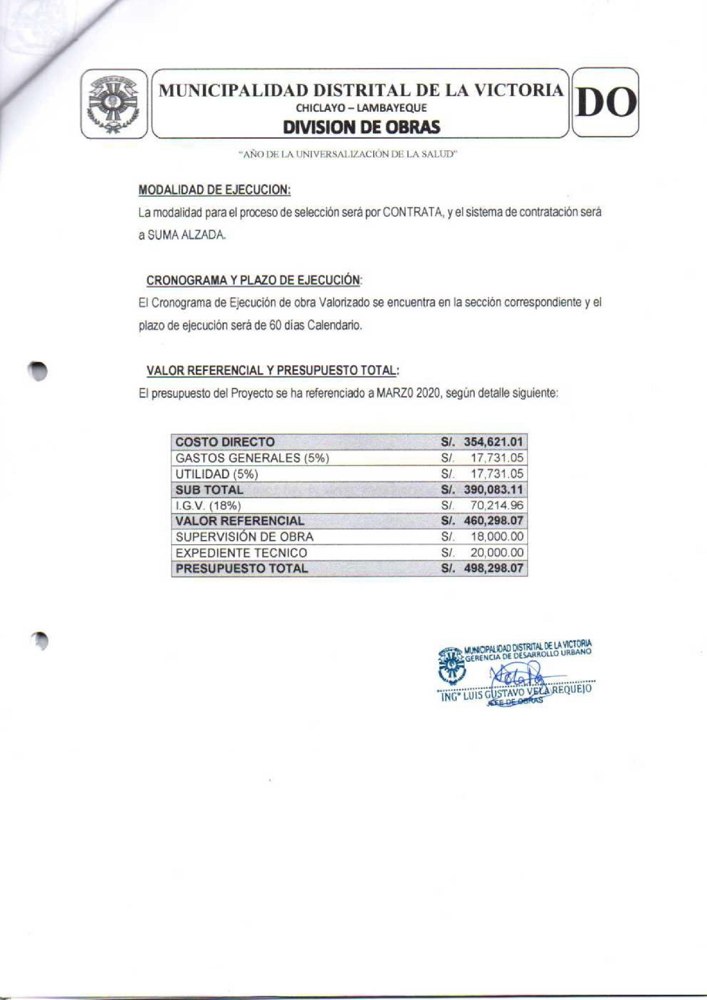 MUNICIPALIDAD DISTRITAL DE LA VICTORIA
CHICLAYO – LAMBAYEQUE
DIVISION DE OBRAS
DO
"AÑO DE LA UNIVERSALIZACIÓN DE LA SALUD"
MODALIDAD DE EJECUCION:
La modalidad para el proceso de selección será por CONTRATA, y el sistema de contratación será
a SUMA ALZADA.
CRONOGRAMA Y PLAZO DE EJECUCIÓN:
El Cronograma de Ejecución de obra Valorizado se encuentra en la sección correspondiente y el
plazo de ejecución será de 60 días Calendario.
VALOR REFERENCIAL Y PRESUPUESTO TOTAL:
El presupuesto del Proyecto se ha referenciado a MARZ0 2020, según detalle siguiente:
COSTO DIRECTO S/. 354,621.01
GASTOS GENERALES (5%) S/. 17,731.05
UTILIDAD (5%) S/. 17,731.05
SUB TOTAL S/. 390,083.11
I.G.V. (18%) S/. 70,214.96
VALOR REFERENCIAL S/. 460,298.07
SUPERVISIÓN DE OBRA S/. 18,000.00
EXPEDIENTE TECNICO S/. 20,000.00
PRESUPUESTO TOTAL S/. 498,298.07
MUNICIPALIDAD DISTRITAL DE LA VICTORIA
GERENCIA DE DESARROLLO URBANO
ING° LUIS GUSTAVO VELA REQUEJO
JEFE DE OBRAS